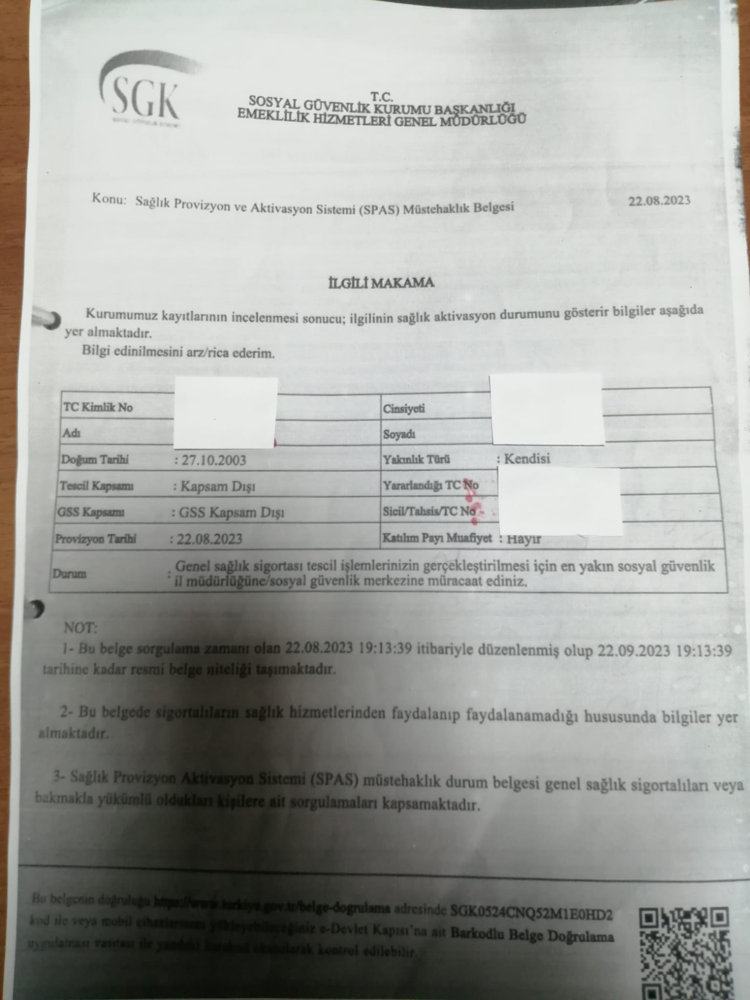 SGK
T.C.
SOSYAL GÜVENLİK KURUMU BAŞKANLIĞI
EMEKLİLİK HİZMETLERİ GENEL MÜDÜRLÜĞÜ
Konu: Sağlık Provizyon ve Aktivasyon Sistemi (SPAS) Müstehaklık Belgesi 22.08.2023
İLGİLİ MAKAMA
Kurumumuz kayıtlarının incelenmesi sonucu; ilgilinin sağlık aktivasyon durumunu gösterir bilgiler aşağıda
yer almaktadır.
Bilgi edinilmesini arz/rica ederim.
TC Kimlik No Cinsiyeti
Adı Soyadı
Doğum Tarihi : 27.10.2003 Yakınlık Türü : Kendisi
Tescil Kapsamı : Kapsam Dışı Yararlandığı TC No
GSS Kapsamı : GSS Kapsam Dışı Sicil/Tahsis/TC No
Provizyon Tarihi : 22.08.2023 Katılım Payı Muafiyet : Hayır
Durum : Genel sağlık sigortası tescil işlemlerinizin gerçekleştirilmesi için en yakın sosyal güvenlik
il müdürlüğüne/sosyal güvenlik merkezine müracaat ediniz.
NOT:
1- Bu belge sorgulama zamanı olan 22.08.2023 19:13:39 itibariyle düzenlenmiş olup 22.09.2023 19:13:39
tarihine kadar resmi belge niteliği taşımaktadır.
2- Bu belgede sigortalıların sağlık hizmetlerinden faydalanıp faydalanamadığı hususunda bilgiler yer
almaktadır.
3- Sağlık Provizyon Aktivasyon Sistemi (SPAS) müstehaklık durum belgesi genel sağlık sigortalıları veya
bakmakla yükümlü oldukları kişilere ait sorgulamaları kapsamaktadır.
Bu belgenin doğruluğu https://www.turkiye.gov.tr/belge-dogrulama adresinde SGK0524CNQ52M1E0HD2
kod ile veya mobil cihazlarınıza yükleyebileceğiniz e-Devlet Kapısı'na ait Barkodlu Belge Doğrulama
uygulaması vasıtası ile yandaki karekod okutularak kontrol edilebilir.